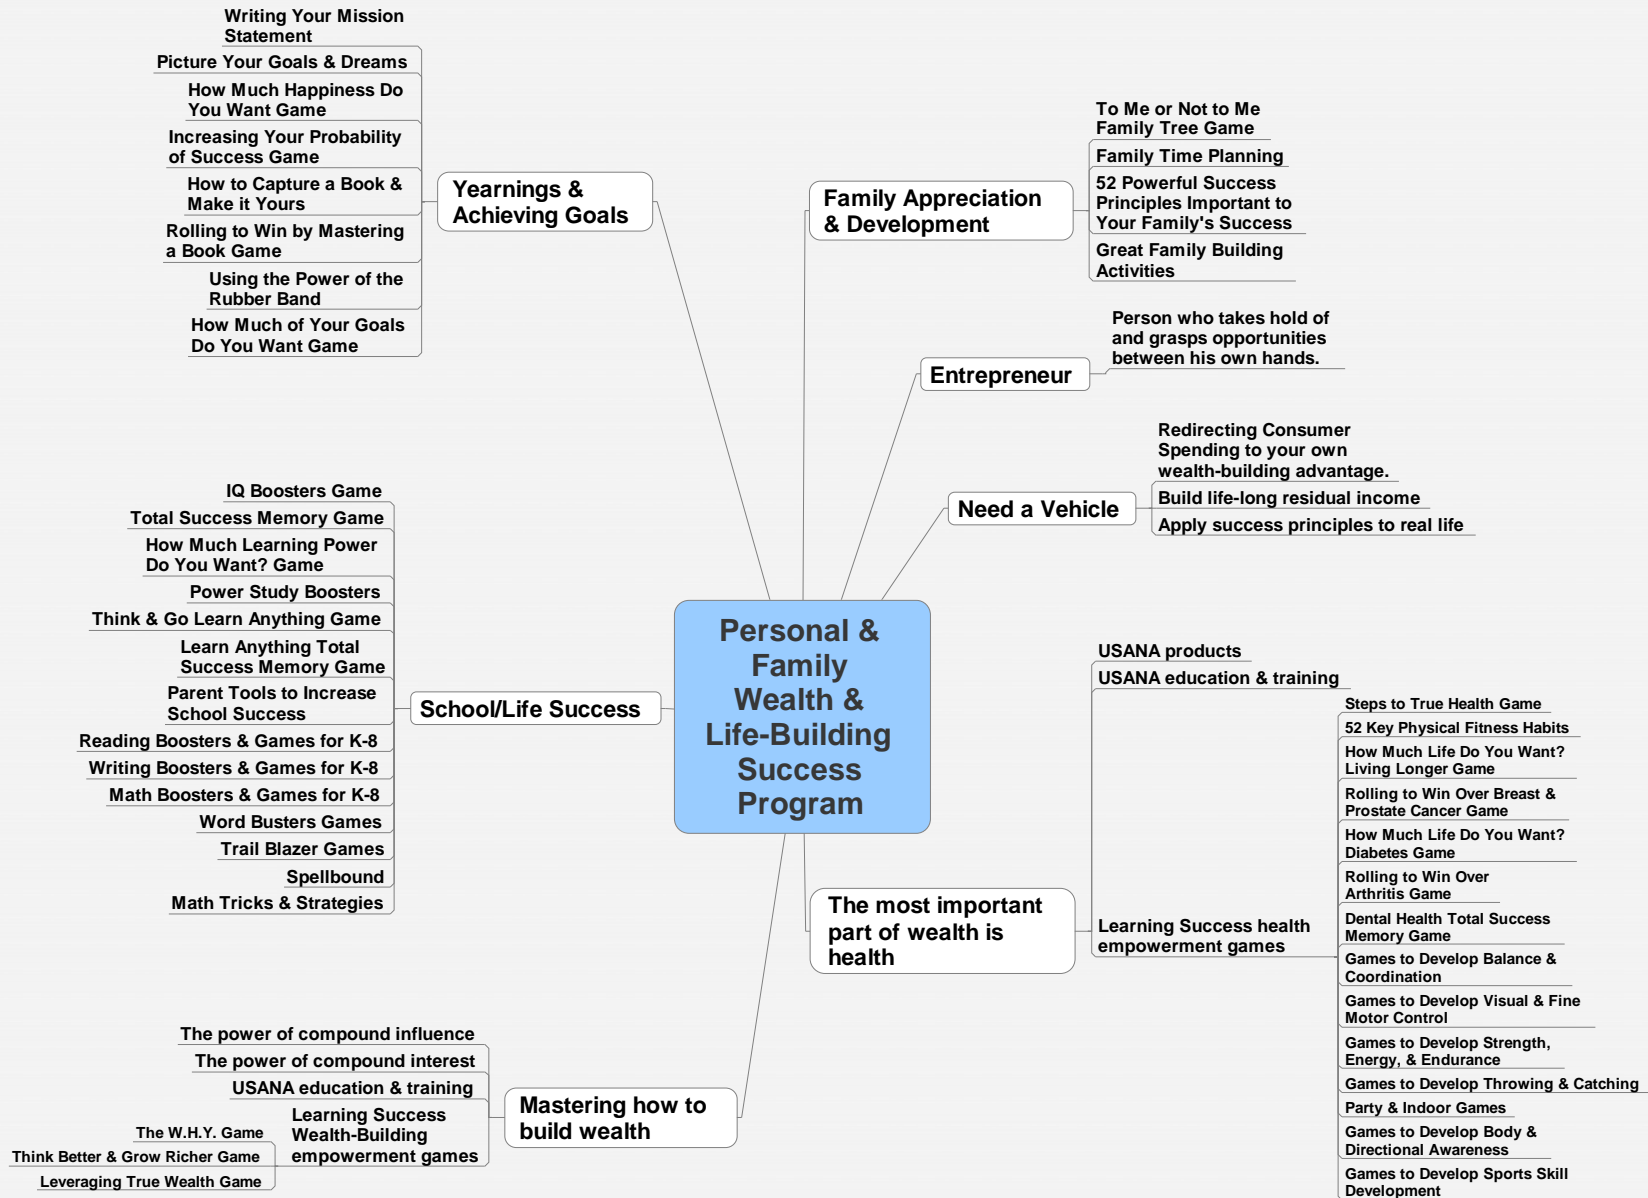 Personal &
Family
Wealth &
Life-Building
Success
Program
Yearnings &
Achieving Goals
Writing Your Mission
Statement
Picture Your Goals & Dreams
How Much Happiness Do
You Want Game
Increasing Your Probability
of Success Game
How to Capture a Book &
Make it Yours
Rolling to Win by Mastering
a Book Game
Using the Power of the
Rubber Band
How Much of Your Goals
Do You Want Game
School/Life Success
IQ Boosters Game
Total Success Memory Game
How Much Learning Power
Do You Want? Game
Power Study Boosters
Think & Go Learn Anything Game
Learn Anything Total
Success Memory Game
Parent Tools to Increase
School Success
Reading Boosters & Games for K-8
Writing Boosters & Games for K-8
Math Boosters & Games for K-8
Word Busters Games
Trail Blazer Games
Spellbound
Math Tricks & Strategies
Mastering how to
build wealth
The power of compound influence
The power of compound interest
USANA education & training
Learning Success
Wealth-Building
empowerment games
The W.H.Y. Game
Think Better & Grow Richer Game
Leveraging True Wealth Game
Family Appreciation
& Development
To Me or Not to Me
Family Tree Game
Family Time Planning
52 Powerful Success
Principles Important to
Your Family's Success
Great Family Building
Activities
Entrepreneur
Person who takes hold of
and grasps opportunities
between his own hands.
Need a Vehicle
Redirecting Consumer
Spending to your own
wealth-building advantage.
Build life-long residual income
Apply success principles to real life
The most important
part of wealth is
health
USANA products
USANA education & training
Learning Success health
empowerment games
Steps to True Health Game
52 Key Physical Fitness Habits
How Much Life Do You Want?
Living Longer Game
Rolling to Win Over Breast &
Prostate Cancer Game
How Much Life Do You Want?
Diabetes Game
Rolling to Win Over
Arthritis Game
Dental Health Total Success
Memory Game
Games to Develop Balance &
Coordination
Games to Develop Visual & Fine
Motor Control
Games to Develop Strength,
Energy, & Endurance
Games to Develop Throwing & Catching
Party & Indoor Games
Games to Develop Body &
Directional Awareness
Games to Develop Sports Skill
Development